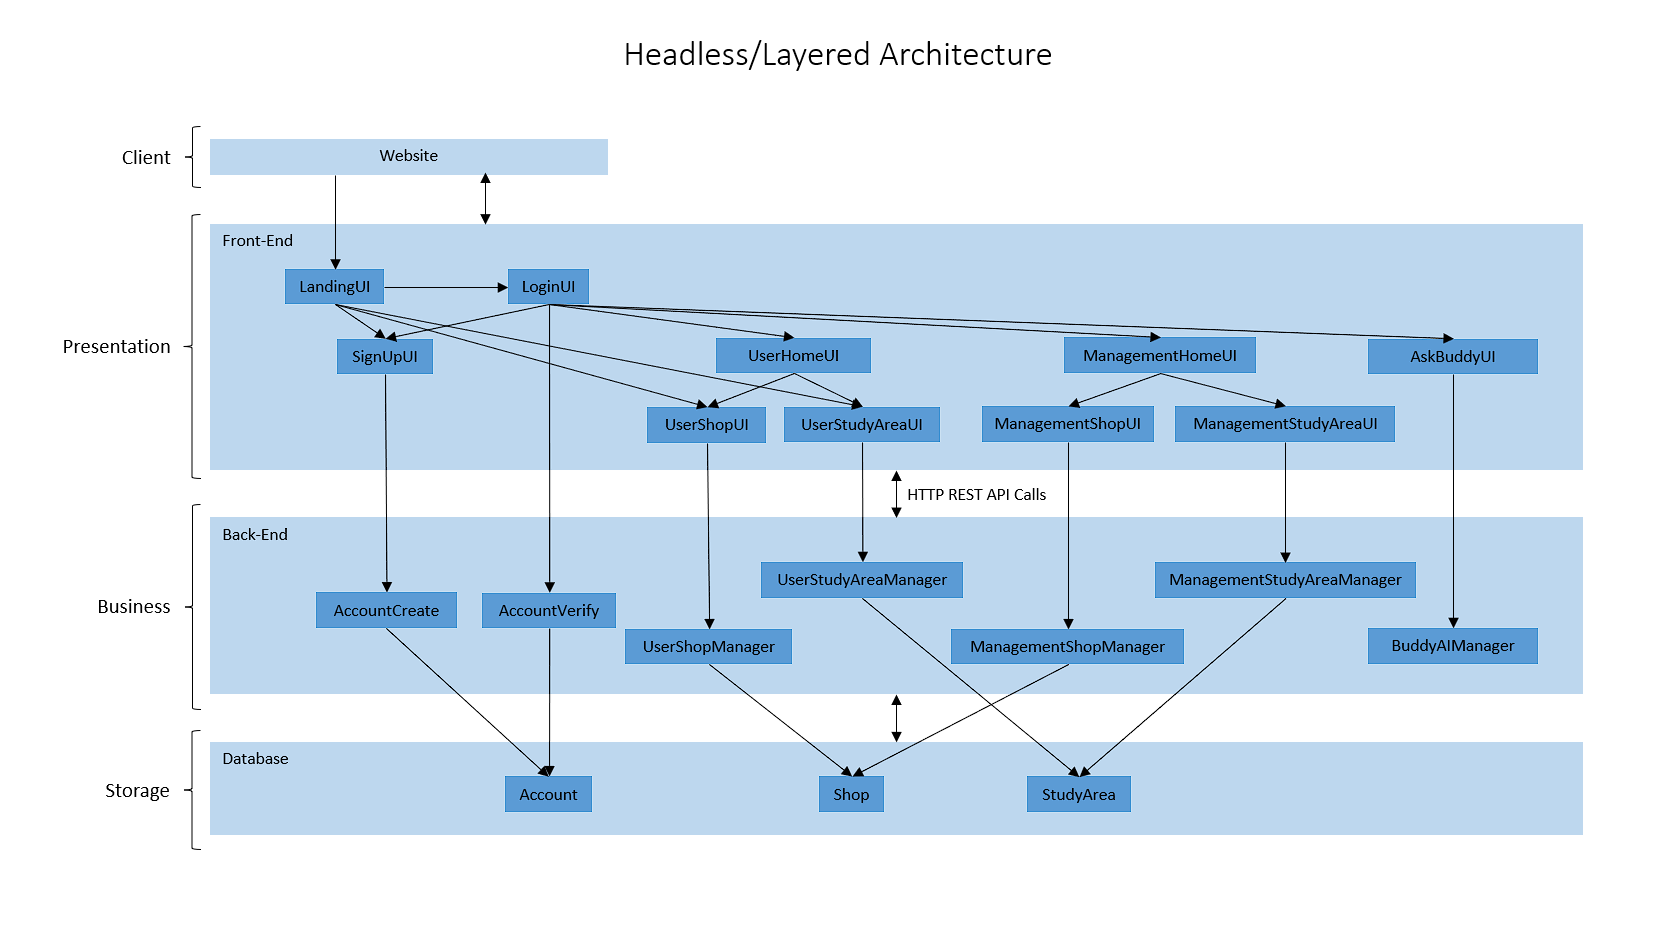 Headless/Layered Architecture
Client
Website
Presentation
Front-End
LandingUI
LoginUI
SignUpUI
UserHomeUI
ManagementHomeUI
AskBuddyUI
UserShopUI
UserStudyAreaUI
ManagementShopUI
ManagementStudyAreaUI
HTTP REST API Calls
Business
Back-End
UserStudyAreaManager
ManagementStudyAreaManager
AccountCreate
AccountVerify
UserShopManager
ManagementShopManager
BuddyAIManager
Storage
Database
Account
Shop
StudyArea